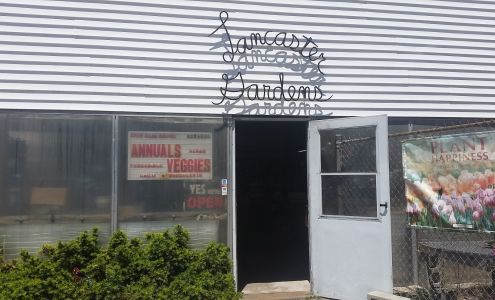 Lancaster
Gardens
ANNUALS
VEGGIES
YES
OPEN
PLANT
HAPPINESS